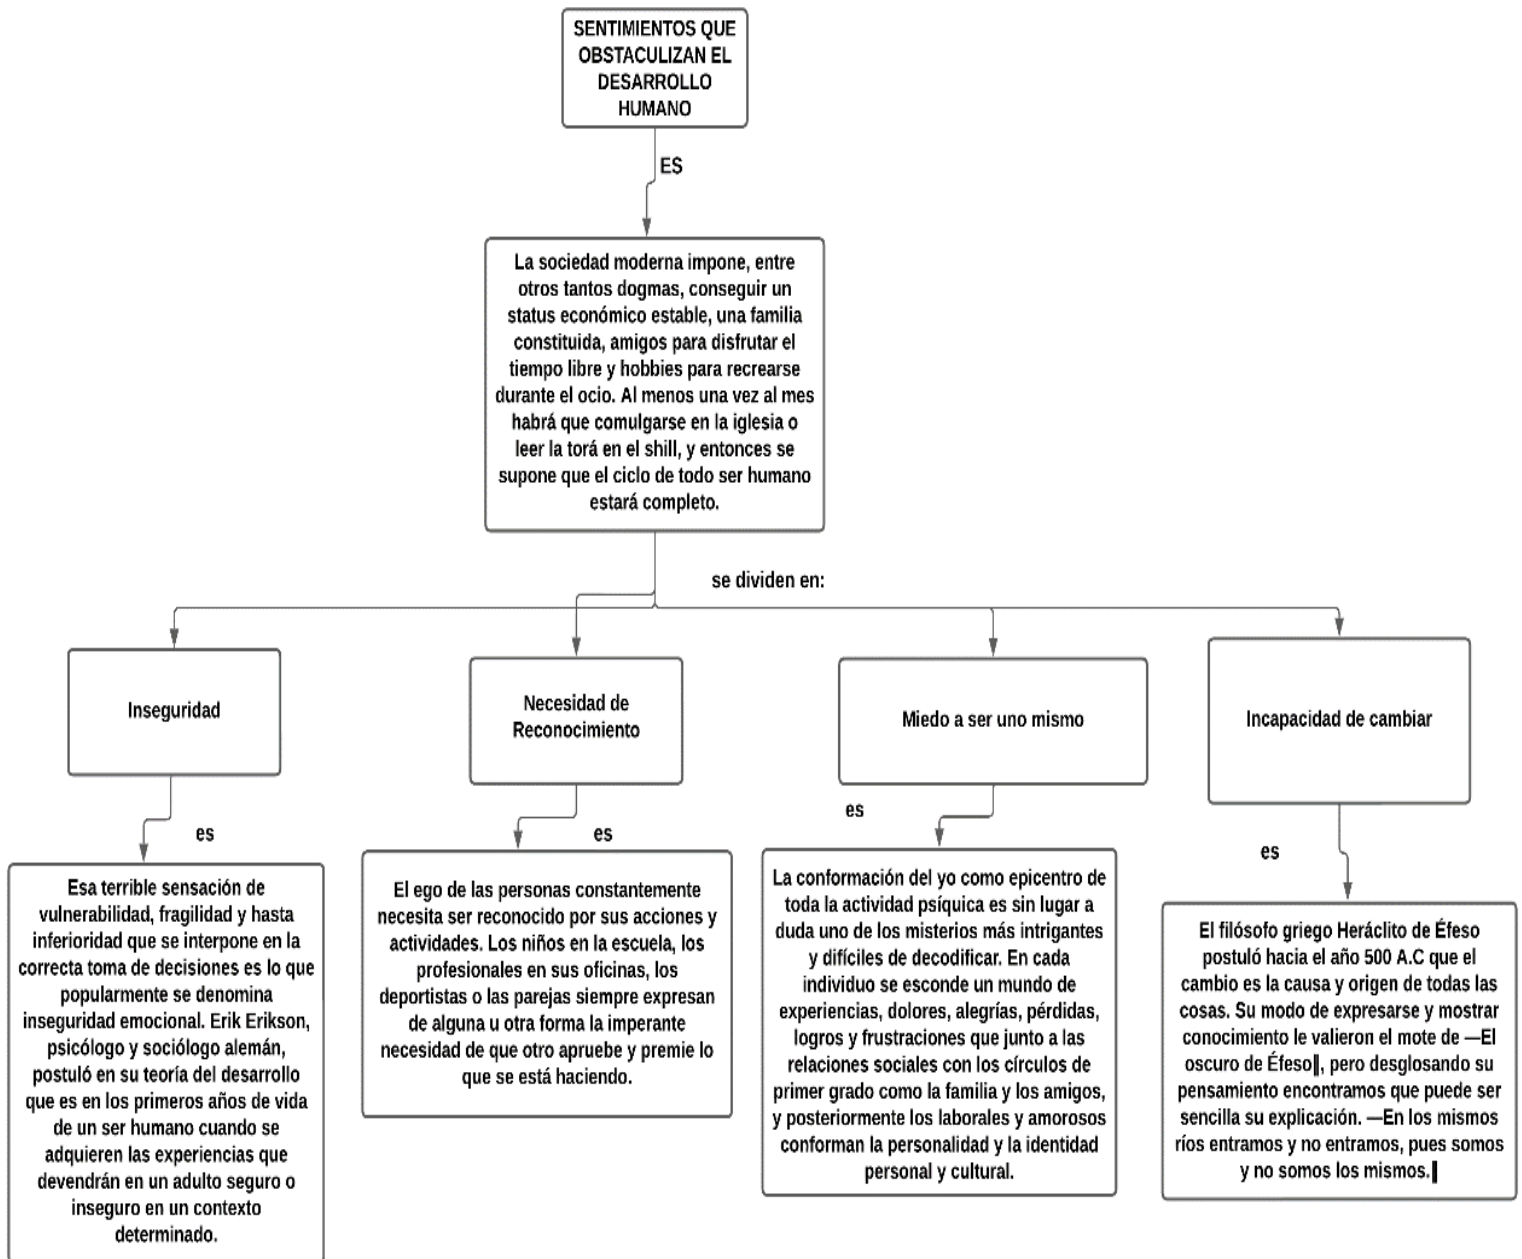 SENTIMIENTOS QUE
OBSTACULIZAN EL
DESARROLLO
HUMANO
ES
La sociedad moderna impone, entre
otros tantos dogmas, conseguir un
status económico estable, una familia
constituida, amigos para disfrutar el
tiempo libre y hobbies para recrearse
durante el ocio. Al menos una vez al mes
habrá que comulgarse en la iglesia o
leer la torá en el shill, y entonces se
supone que el ciclo de todo ser humano
estará completo.
se dividen en:
Inseguridad
es
Esa terrible sensación de
vulnerabilidad, fragilidad y hasta
inferioridad que se interpone en la
correcta toma de decisiones es lo que
popularmente se denomina
inseguridad emocional. Erik Erikson,
psicólogo y sociólogo alemán,
postuló en su teoría del desarrollo
que es en los primeros años de vida
de un ser humano cuando se
adquieren las experiencias que
devendrán en un adulto seguro o
inseguro en un contexto
determinado.
Necesidad de
Reconocimiento
es
El ego de las personas constantemente
necesita ser reconocido por sus acciones y
actividades. Los niños en la escuela, los
profesionales en sus oficinas, los
deportistas o las parejas siempre expresan
de alguna u otra forma la imperante
necesidad de que otro apruebe y premie lo
que se está haciendo.
Miedo a ser uno mismo
es
La conformación del yo como epicentro de
toda la actividad psíquica es sin lugar a
duda uno de los misterios más intrigantes
y difíciles de decodificar. En cada
individuo se esconde un mundo de
experiencias, dolores, alegrías, pérdidas,
logros y frustraciones que junto a las
relaciones sociales con los círculos de
primer grado como la familia y los amigos,
y posteriormente los laborales y amorosos
conforman la personalidad y la identidad
personal y cultural.
Incapacidad de cambiar
es
El filósofo griego Heráclito de Éfeso
postuló hacia el año 500 A.C que el
cambio es la causa y origen de todas las
cosas. Su modo de expresarse y mostrar
conocimiento le valieron el mote de ―El
oscuro de Éfeso‖, pero desglosando su
pensamiento encontramos que puede ser
sencilla su explicación. ―En los mismos
ríos entramos y no entramos, pues somos
y no somos los mismos.‖